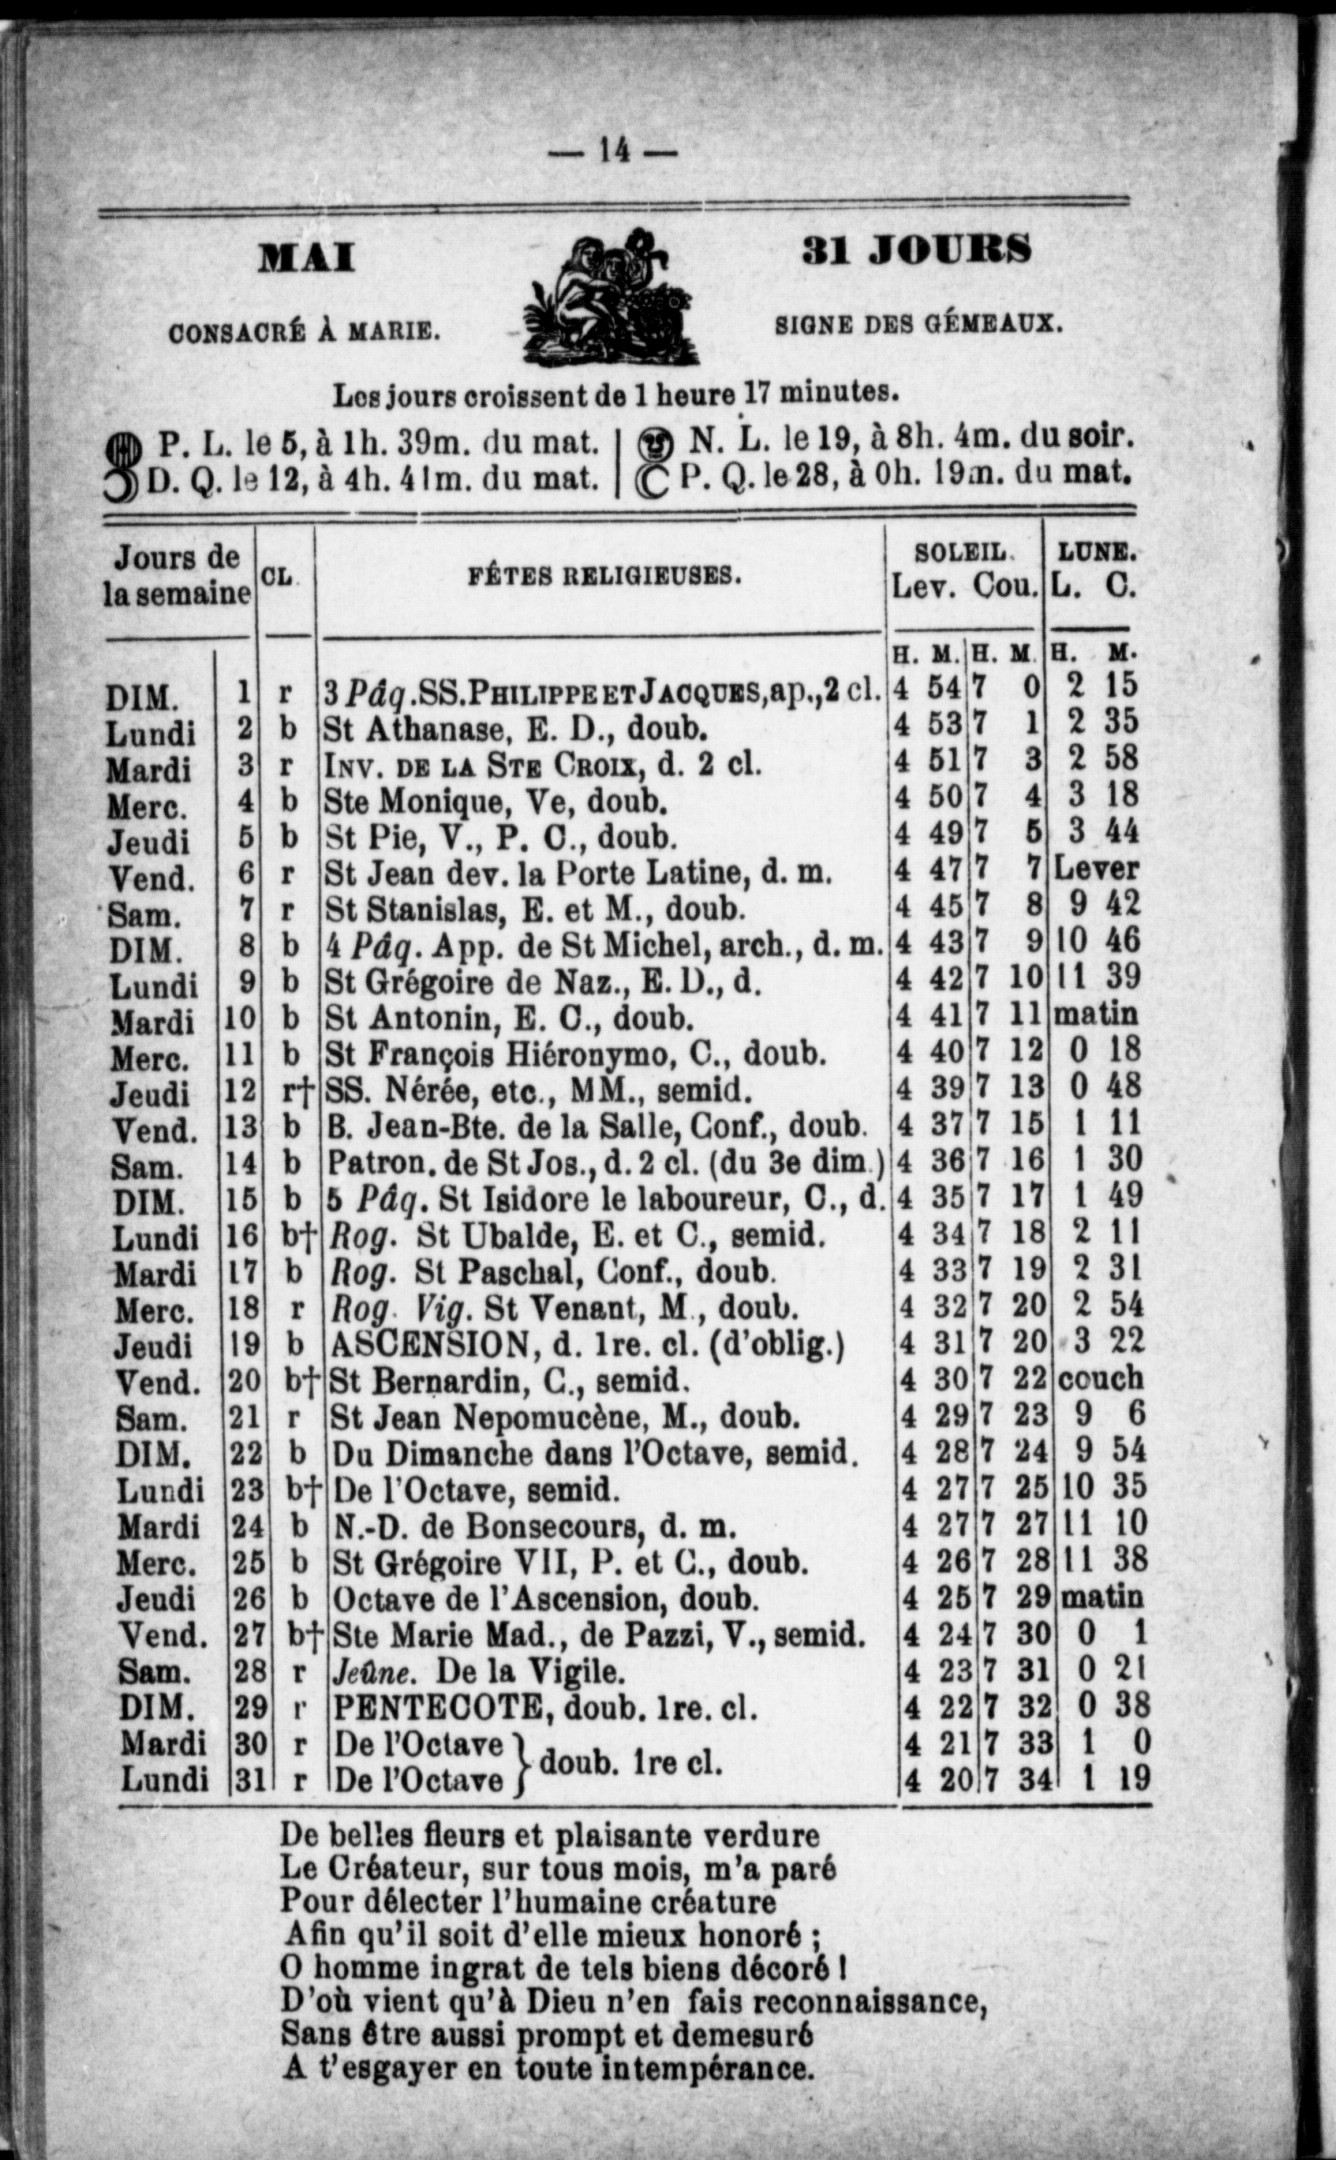 — 14 —
MAI
31 JOURS
CONSACRÉ À MARIE.
SIGNE DES GÉMEAUX.
Les jours croissent de 1 heure 17 minutes.
P. L. le 5, à 1h. 39m. du mat. | N. L. le 19, à 8h. 4m. du soir.
D. Q. le 12, à 4h. 41m. du mat. | P. Q. le 28, à 0h. 19m. du mat.
Jours de la semaine CL. FÊTES RELIGIEUSES. SOLEIL. Lev. Cou. LUNE. L. C.
H. M. H. M. H. M.
DIM. 1 r 3 Pâq. SS. PHILIPPE ET JACQUES, ap., 2 cl. 4 54 7 0 2 15
Lundi 2 b St Athanase, E. D., doub. 4 53 7 1 2 35
Mardi 3 r INV. DE LA STE CROIX, d. 2 cl. 4 51 7 3 2 58
Merc. 4 b Ste Monique, Ve, doub. 4 50 7 4 3 18
Jeudi 5 b St Pie, V., P. C., doub. 4 49 7 5 3 44
Vend. 6 r St Jean dev. la Porte Latine, d. m. 4 47 7 7 Lever
Sam. 7 r St Stanislas, E. et M., doub. 4 45 7 8 9 42
DIM. 8 b 4 Pâq. App. de St Michel, arch., d. m. 4 43 7 9 10 46
Lundi 9 b St Grégoire de Naz., E. D., d. 4 42 7 10 11 39
Mardi 10 b St Antonin, E. C., doub. 4 41 7 11 matin
Merc. 11 b St François Hiéronymo, C., doub. 4 40 7 12 0 18
Jeudi 12 r† SS. Nérée, etc., MM., semid. 4 39 7 13 0 48
Vend. 13 b B. Jean-Bte. de la Salle, Conf., doub. 4 37 7 15 1 11
Sam. 14 b Patron. de St Jos., d. 2 cl. (du 3e dim.) 4 36 7 16 1 30
DIM. 15 b 5 Pâq. St Isidore le laboureur, C., d. 4 35 7 17 1 49
Lundi 16 b† Rog. St Ubalde, E. et C., semid. 4 34 7 18 2 11
Mardi 17 b Rog. St Paschal, Conf., doub. 4 33 7 19 2 31
Merc. 18 r Rog. Vig. St Venant, M., doub. 4 32 7 20 2 54
Jeudi 19 b ASCENSION, d. 1re. cl. (d'oblig.) 4 31 7 20 3 22
Vend. 20 b† St Bernardin, C., semid. 4 30 7 22 couch
Sam. 21 r St Jean Nepomucène, M., doub. 4 29 7 23 9 6
DIM. 22 b Du Dimanche dans l'Octave, semid. 4 28 7 24 9 54
Lundi 23 b† De l'Octave, semid. 4 27 7 25 10 35
Mardi 24 b N.-D. de Bonsecours, d. m. 4 27 7 27 11 10
Merc. 25 b St Grégoire VII, P. et C., doub. 4 26 7 28 11 38
Jeudi 26 b Octave de l'Ascension, doub. 4 25 7 29 matin
Vend. 27 b† Ste Marie Mad., de Pazzi, V., semid. 4 24 7 30 0 1
Sam. 28 r Jeûne. De la Vigile. 4 23 7 31 0 21
DIM. 29 r PENTECOTE, doub. 1re. cl. 4 22 7 32 0 38
Mardi 30 r De l'Octave } doub. 1re cl. 4 21 7 33 1 0
Lundi 31 r De l'Octave 4 20 7 34 1 19
De belles fleurs et plaisante verdure
Le Créateur, sur tous mois, m'a paré
Pour délecter l'humaine créature
Afin qu'il soit d'elle mieux honoré ;
O homme ingrat de tels biens décoré !
D'où vient qu'à Dieu n'en fais reconnaissance,
Sans être aussi prompt et demesuré
A t'esgayer en toute intempérance.